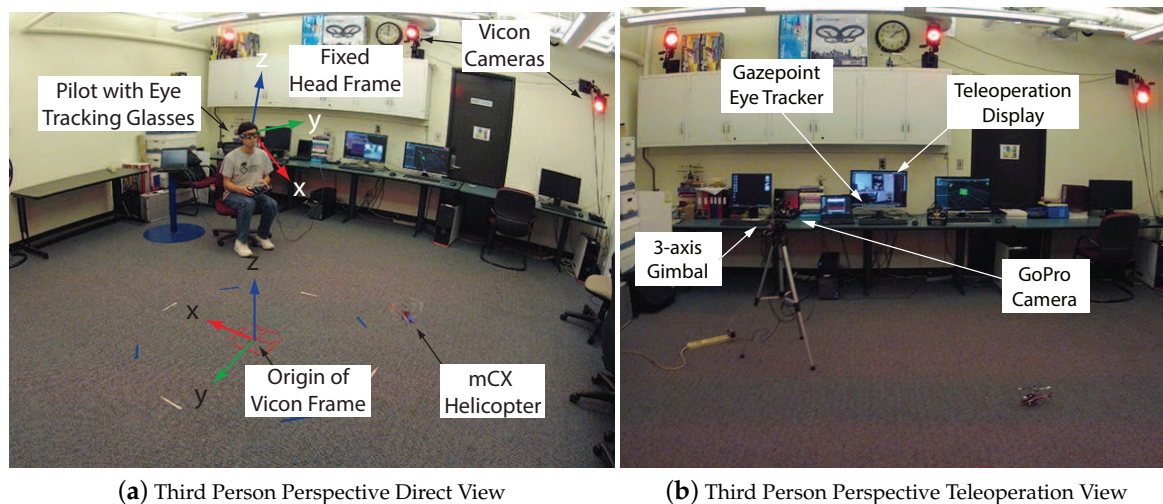 z
Fixed
Head Frame
Vicon
Cameras
Pilot with Eye
Tracking Glasses
y
x
z
x
y
Origin of
Vicon Frame
mCX
Helicopter
(a) Third Person Perspective Direct View
Gazepoint
Eye Tracker
Teleoperation
Display
3-axis
Gimbal
GoPro
Camera
(b) Third Person Perspective Teleoperation View